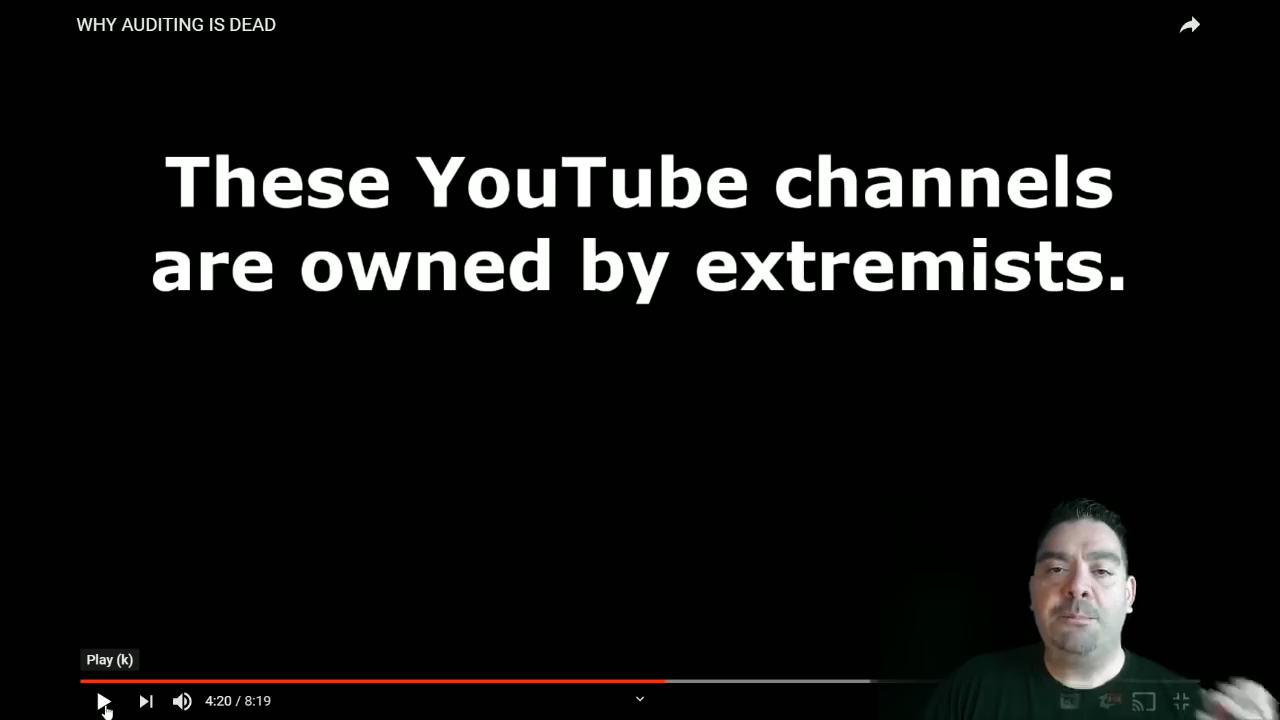 WHY AUDITING IS DEAD
These YouTube channels
are owned by extremists.
Play (k)
4:20 / 8:19